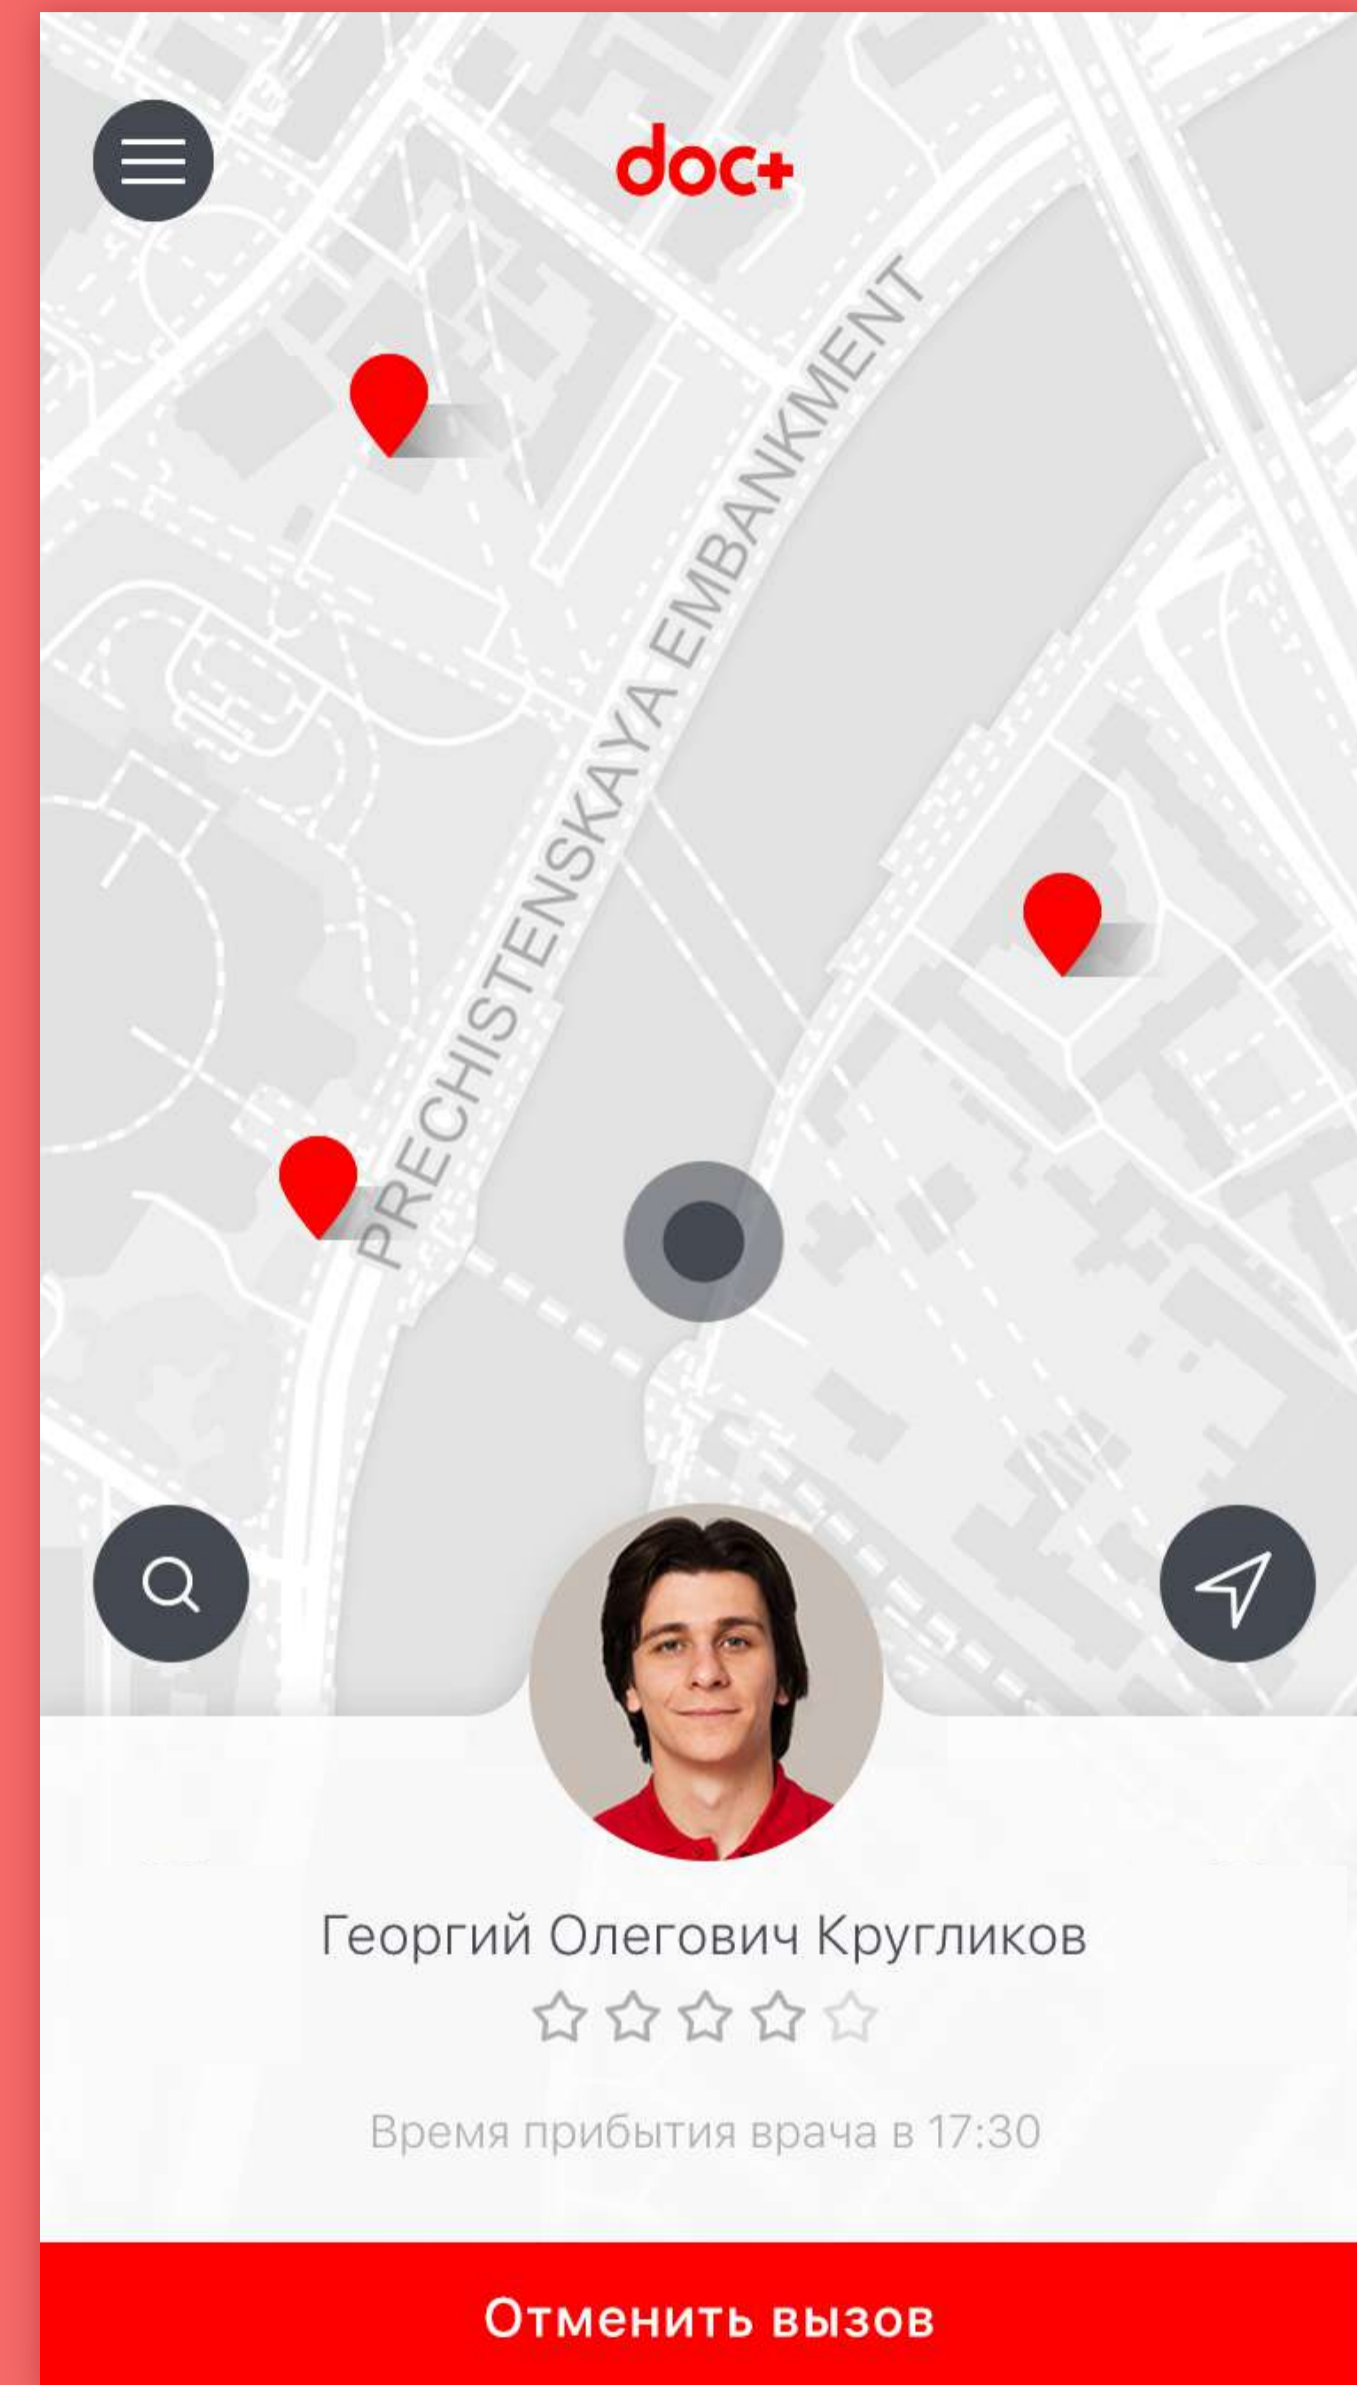 doc+
PRECHISTENSKAYA EMBANKMENT
Георгий Олегович Кругликов
Время прибытия врача в 17:30
Отменить вызов